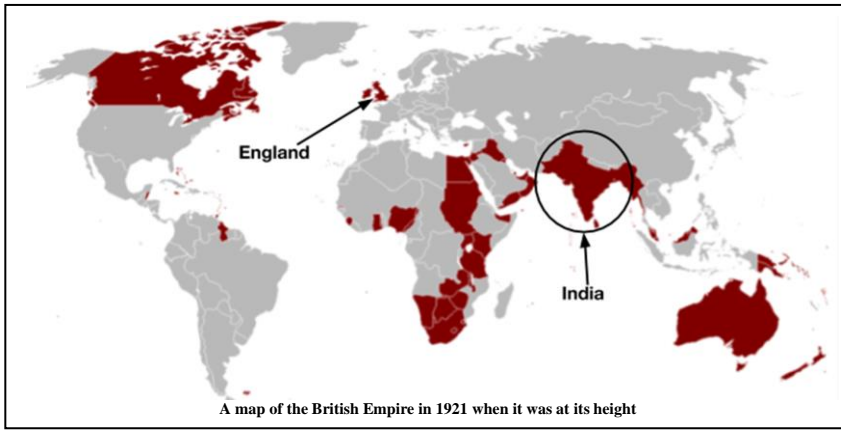 England
India
A map of the British Empire in 1921 when it was at its height